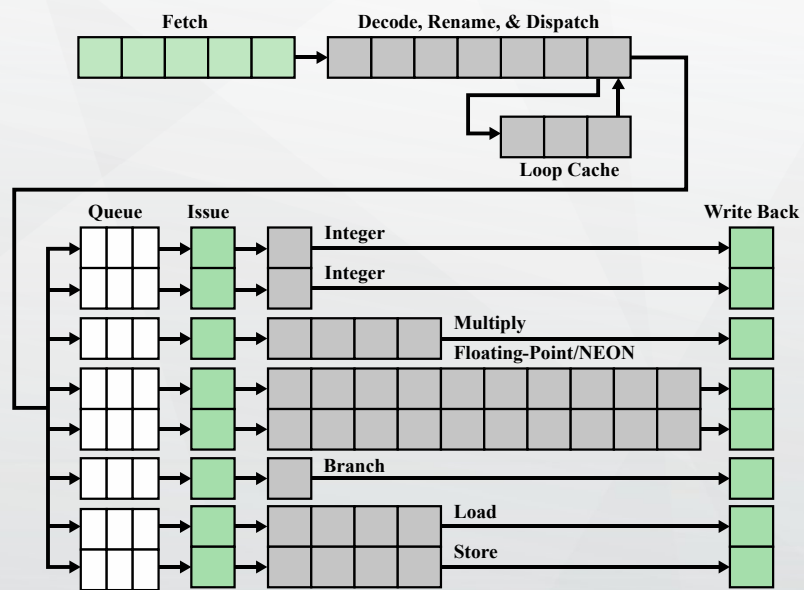 Fetch
Decode, Rename, & Dispatch
Loop Cache
Queue
Issue
Write Back
Integer
Integer
Multiply
Floating-Point/NEON
Branch
Load
Store